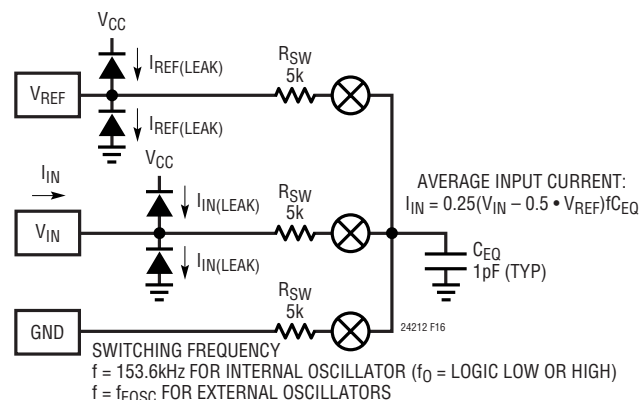 VCC
IREF(LEAK)
RSW
5k
VREF
IREF(LEAK)
VCC
IIN
IIN(LEAK)
RSW
5k
VIN
IIN(LEAK)
AVERAGE INPUT CURRENT:
IIN = 0.25(VIN – 0.5 • VREF)fCEQ
CEQ
1pF (TYP)
RSW
5k
GND
24212 F16
SWITCHING FREQUENCY
f = 153.6kHz FOR INTERNAL OSCILLATOR (fO = LOGIC LOW OR HIGH)
f = fEOSC FOR EXTERNAL OSCILLATORS